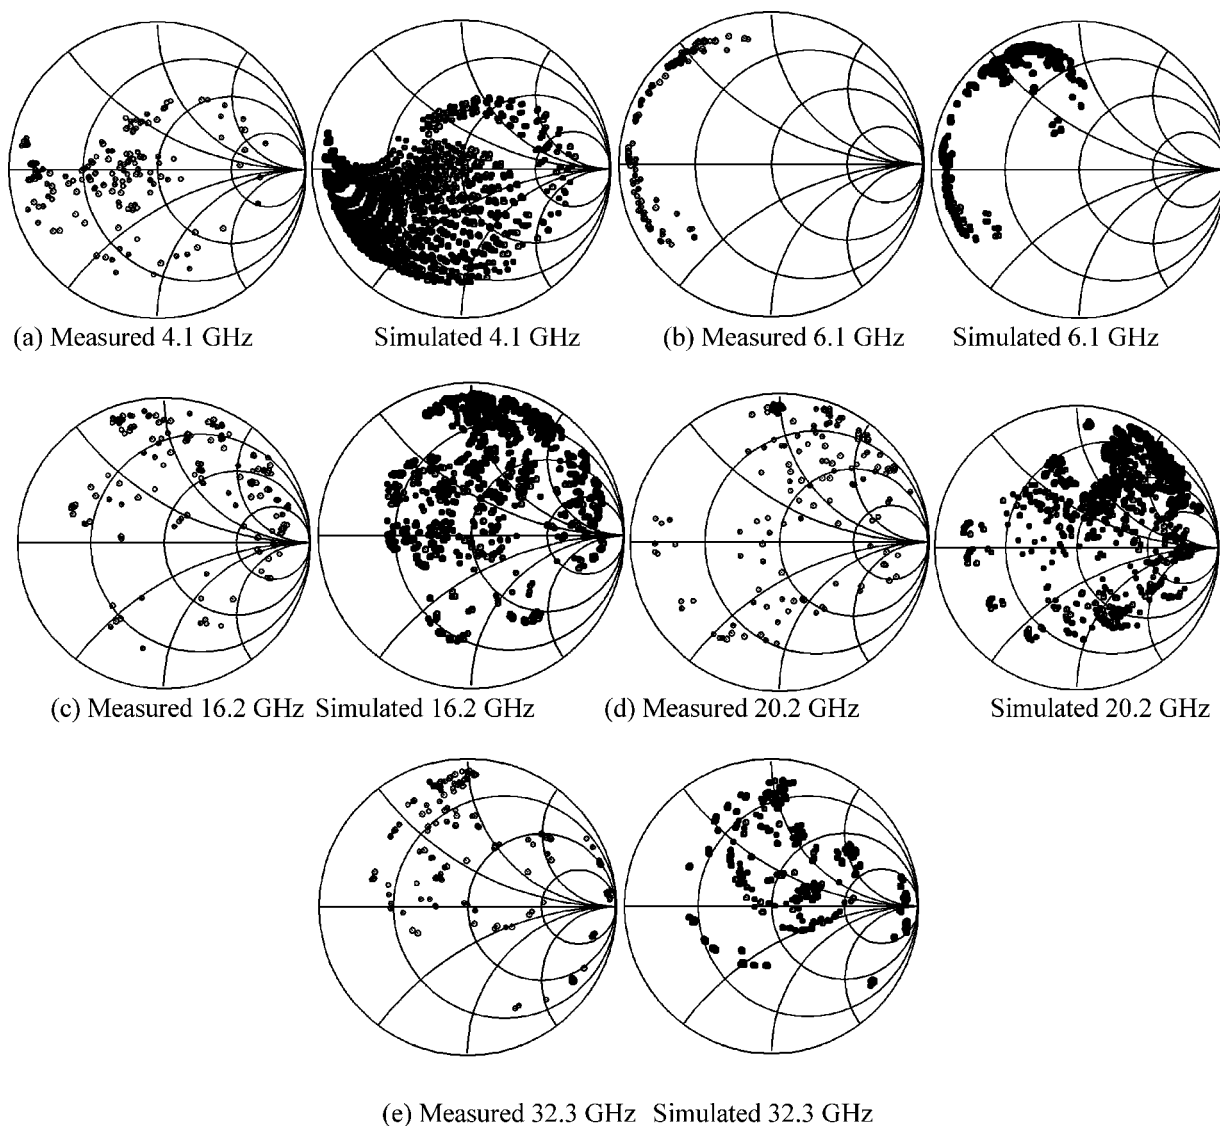 (a) Measured 4.1 GHz Simulated 4.1 GHz (b) Measured 6.1 GHz Simulated 6.1 GHz
(c) Measured 16.2 GHz Simulated 16.2 GHz (d) Measured 20.2 GHz Simulated 20.2 GHz
(e) Measured 32.3 GHz Simulated 32.3 GHz